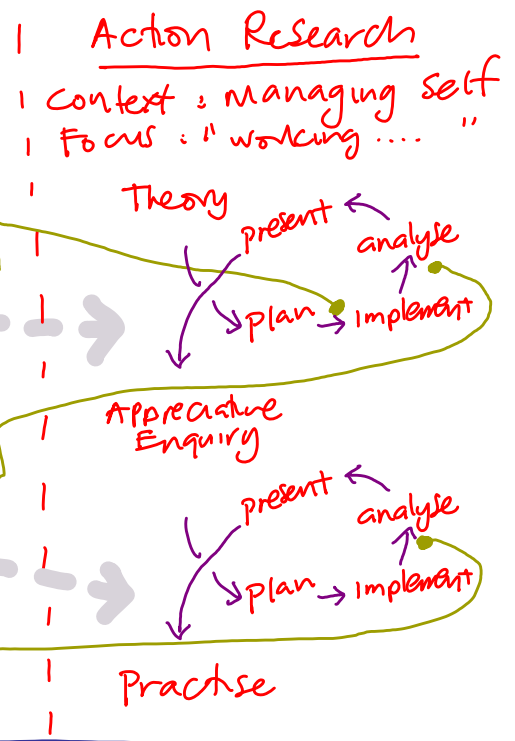 Action Research
Context : Managing Self
Focus : " working .... "
Theory
present
analyse
plan
implement
Appreciative
Enquiry
present
analyse
plan
implement
Practise